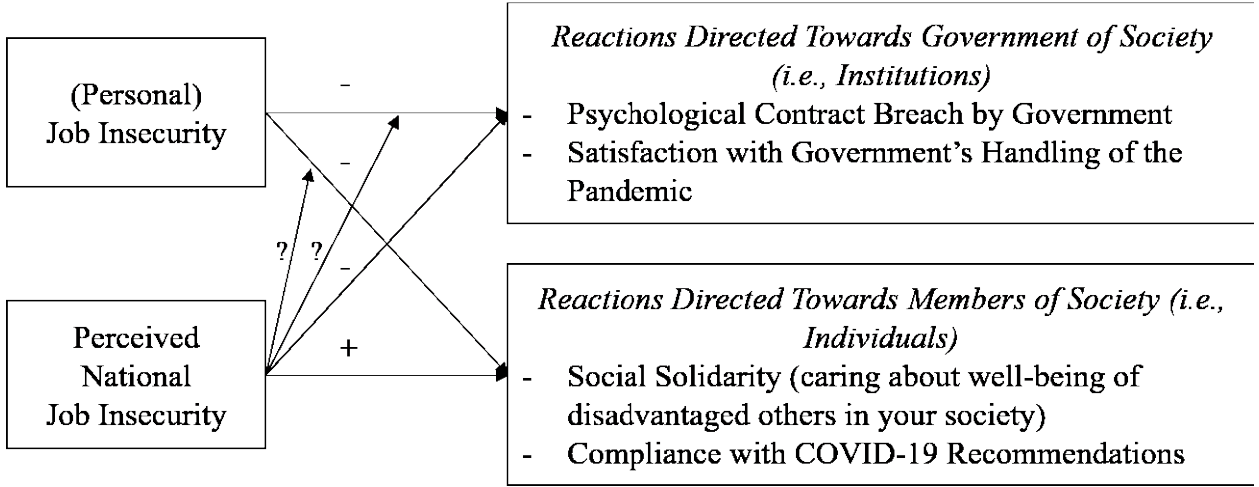 (Personal)
Job Insecurity
Perceived
National
Job Insecurity
-
-
?
?
-
+
Reactions Directed Towards Government of Society
(i.e., Institutions)
- Psychological Contract Breach by Government
- Satisfaction with Government's Handling of the
Pandemic
Reactions Directed Towards Members of Society (i.e.,
Individuals)
- Social Solidarity (caring about well-being of
disadvantaged others in your society)
- Compliance with COVID-19 Recommendations